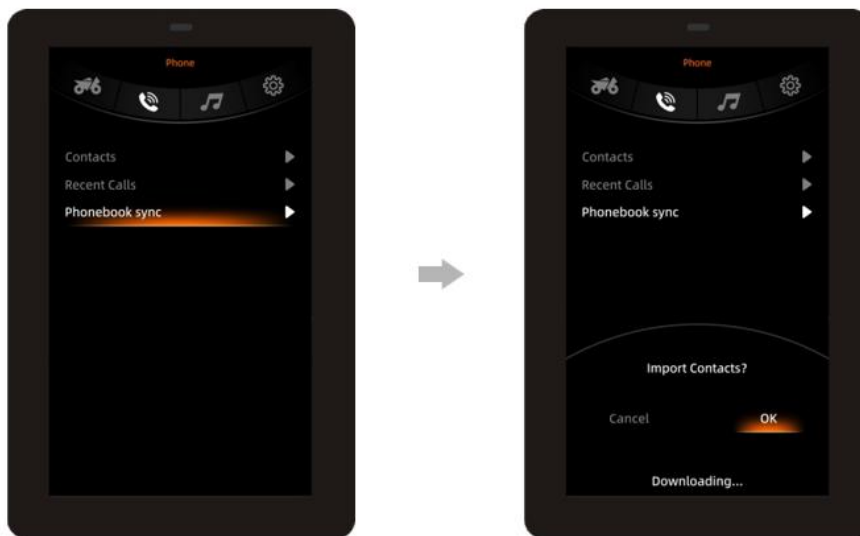 Phone
Contacts
Recent Calls
Phonebook sync
Phone
Contacts
Recent Calls
Phonebook sync
Import Contacts?
Cancel OK
Downloading...